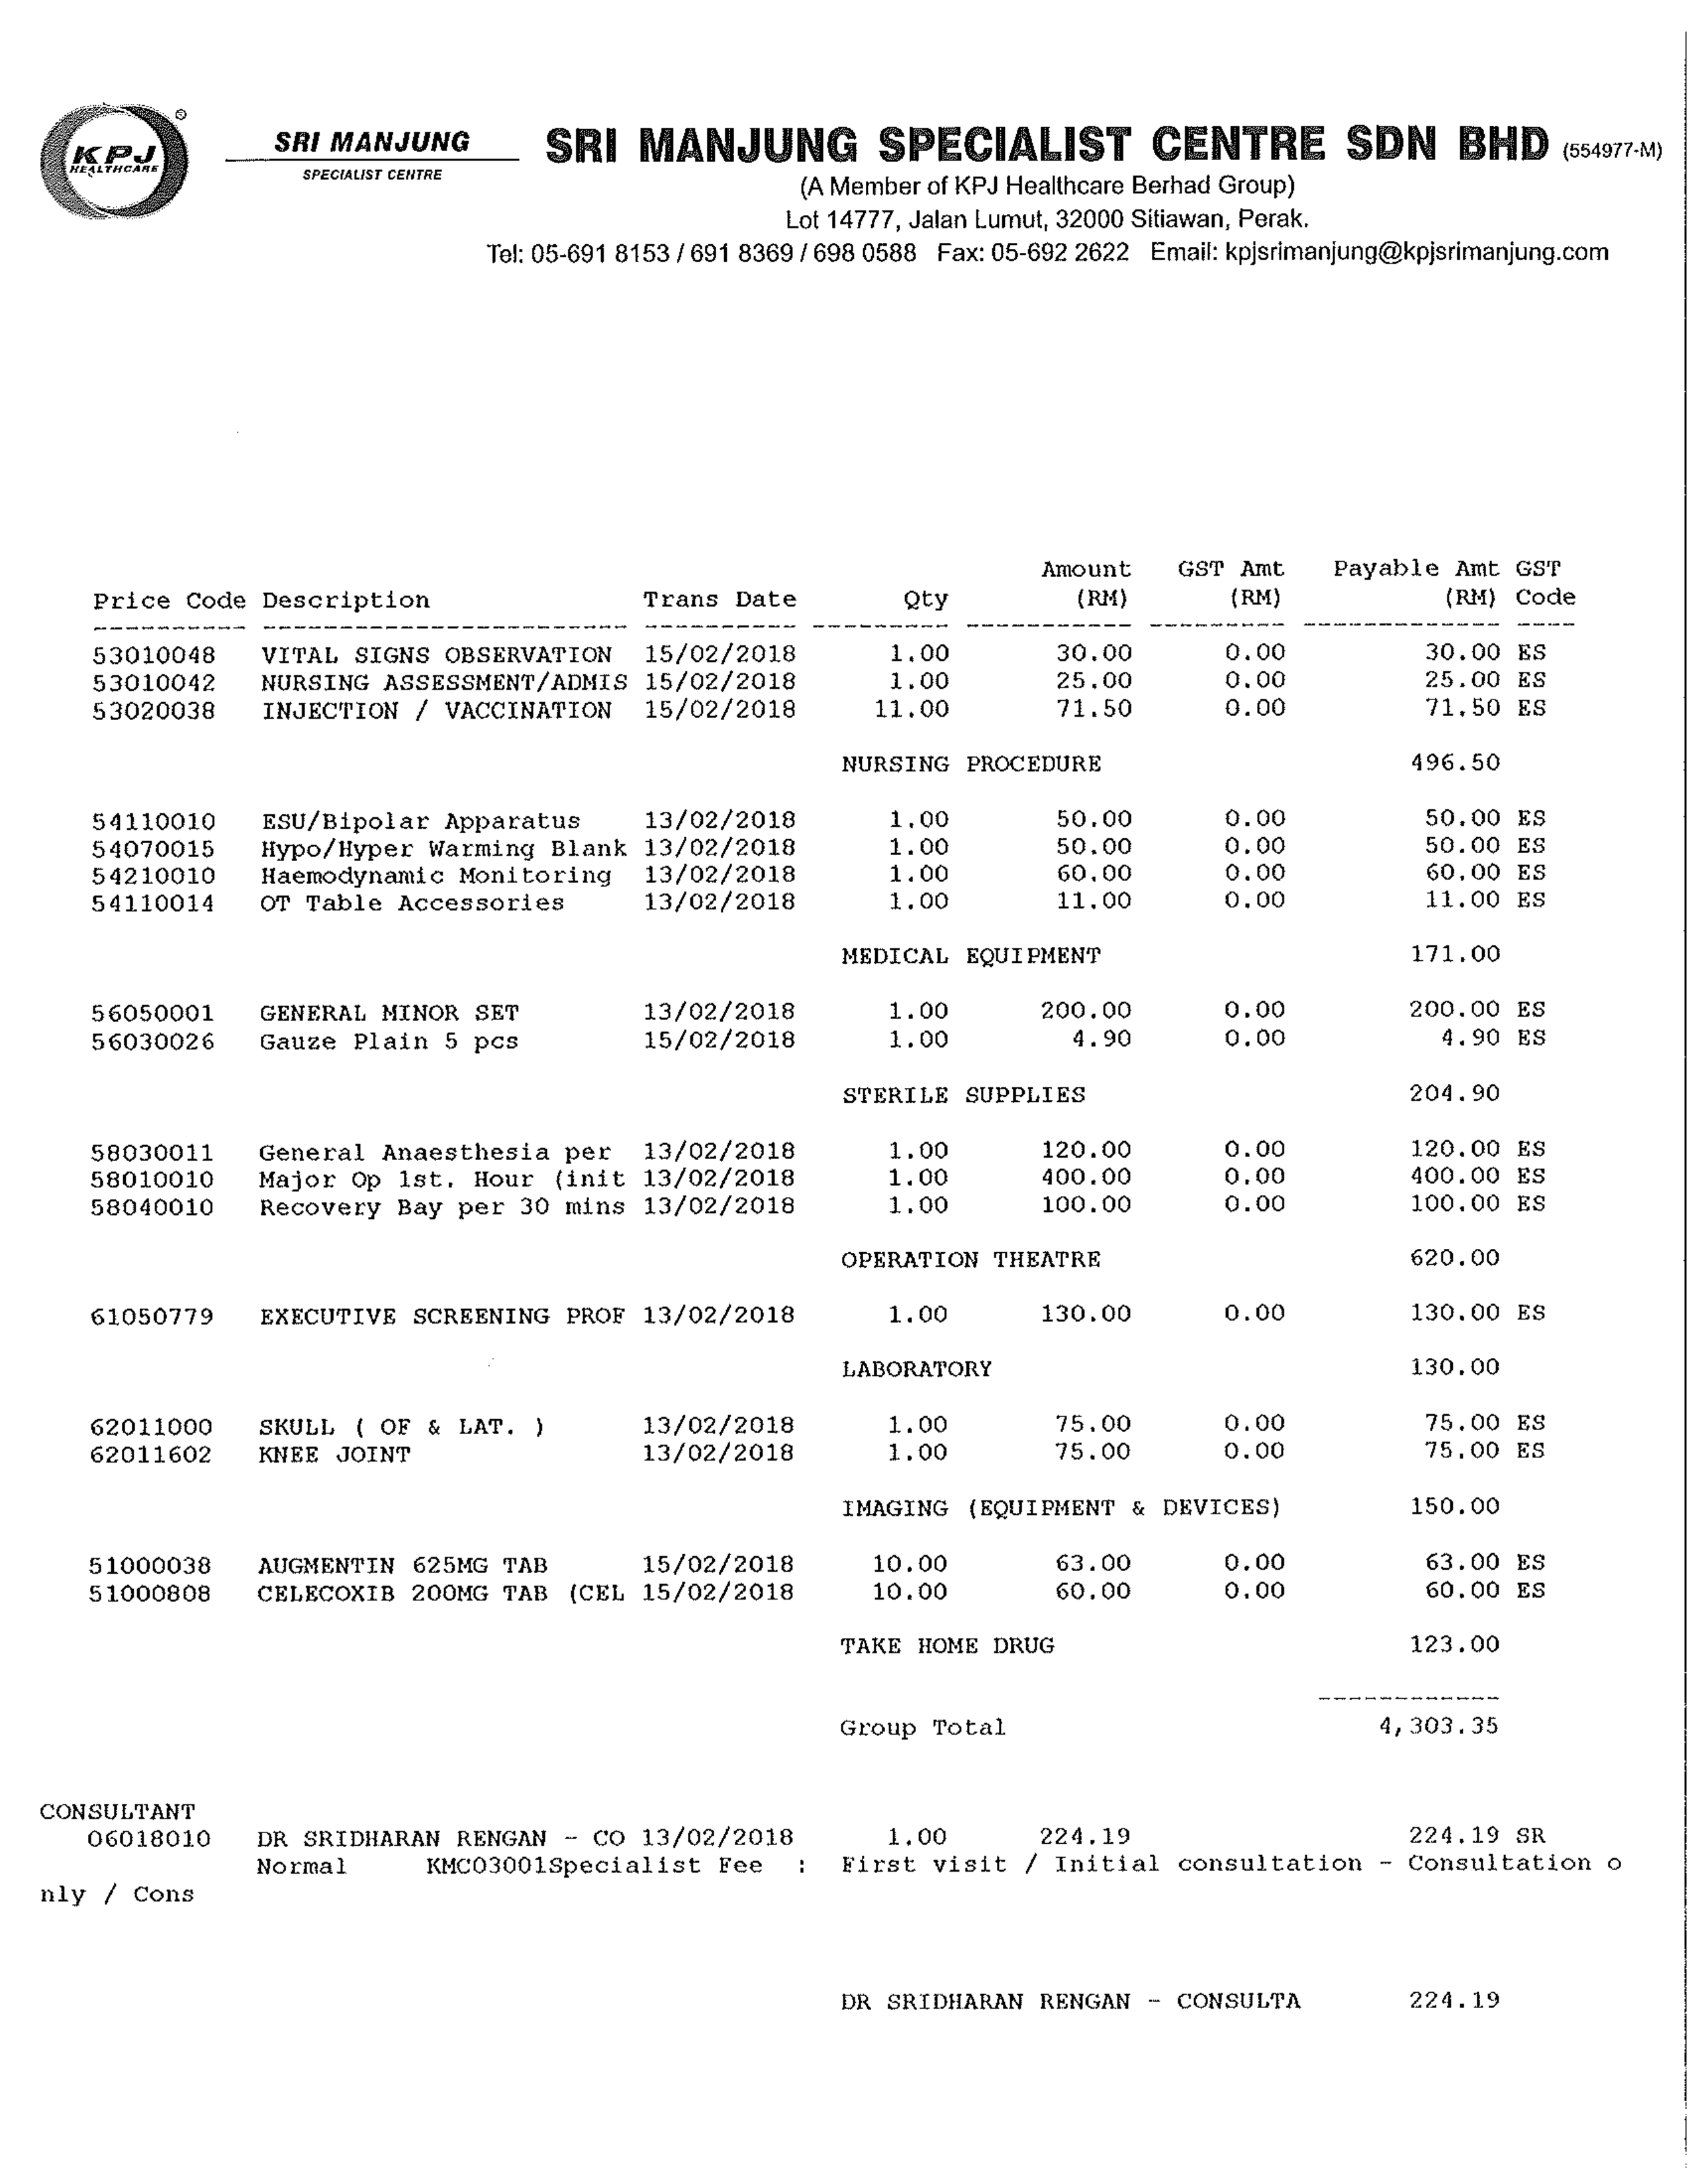 KPJ
HEALTHCARE
®
SRI MANJUNG
SPECIALIST CENTRE
SRI MANJUNG SPECIALIST CENTRE SDN BHD (554977-M)
(A Member of KPJ Healthcare Berhad Group)
Lot 14777, Jalan Lumut, 32000 Sitiawan, Perak.
Tel: 05-691 8153 / 691 8369 / 698 0588 Fax: 05-692 2622 Email: kpjsrimanjung@kpjsrimanjung.com
Amount GST Amt Payable Amt GST
Price Code Description Trans Date Qty (RM) (RM) (RM) Code
53010048 VITAL SIGNS OBSERVATION 15/02/2018 1.00 30.00 0.00 30.00 ES
53010042 NURSING ASSESSMENT/ADMIS 15/02/2018 1.00 25.00 0.00 25.00 ES
53020038 INJECTION / VACCINATION 15/02/2018 11.00 71.50 0.00 71.50 ES
NURSING PROCEDURE 496.50
54110010 ESU/Bipolar Apparatus 13/02/2018 1.00 50.00 0.00 50.00 ES
54070015 Hypo/Hyper Warming Blank 13/02/2018 1.00 50.00 0.00 50.00 ES
54210010 Haemodynamic Monitoring 13/02/2018 1.00 60.00 0.00 60.00 ES
54110014 OT Table Accessories 13/02/2018 1.00 11.00 0.00 11.00 ES
MEDICAL EQUIPMENT 171.00
56050001 GENERAL MINOR SET 13/02/2018 1.00 200.00 0.00 200.00 ES
56030026 Gauze Plain 5 pcs 15/02/2018 1.00 4.90 0.00 4.90 ES
STERILE SUPPLIES 204.90
58030011 General Anaesthesia per 13/02/2018 1.00 120.00 0.00 120.00 ES
58010010 Major Op 1st. Hour (init 13/02/2018 1.00 400.00 0.00 400.00 ES
58040010 Recovery Bay per 30 mins 13/02/2018 1.00 100.00 0.00 100.00 ES
OPERATION THEATRE 620.00
61050779 EXECUTIVE SCREENING PROF 13/02/2018 1.00 130.00 0.00 130.00 ES
LABORATORY 130.00
62011000 SKULL ( OF & LAT. ) 13/02/2018 1.00 75.00 0.00 75.00 ES
62011602 KNEE JOINT 13/02/2018 1.00 75.00 0.00 75.00 ES
IMAGING (EQUIPMENT & DEVICES) 150.00
51000038 AUGMENTIN 625MG TAB 15/02/2018 10.00 63.00 0.00 63.00 ES
51000808 CELECOXIB 200MG TAB (CEL 15/02/2018 10.00 60.00 0.00 60.00 ES
TAKE HOME DRUG 123.00
Group Total 4,303.35
CONSULTANT
06018010 DR SRIDHARAN RENGAN - CO 13/02/2018 1.00 224.19 224.19 SR
Normal KMC03001Specialist Fee : First visit / Initial consultation - Consultation o
nly / Cons
DR SRIDHARAN RENGAN - CONSULTA 224.19